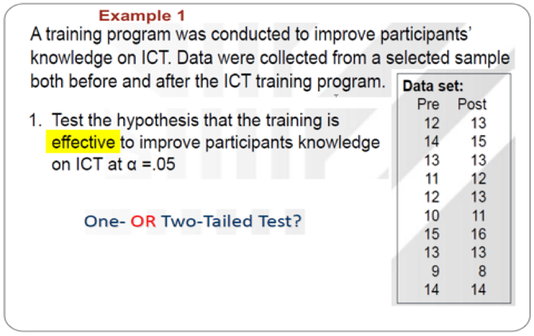 Example 1
A training program was conducted to improve participants'
knowledge on ICT. Data were collected from a selected sample
both before and after the ICT training program.
Data set:
Pre Post
12 13
14 15
13 13
11 12
12 13
10 11
15 16
13 13
9 8
14 14
1. Test the hypothesis that the training is
effective to improve participants knowledge
on ICT at α =.05
One- OR Two-Tailed Test?